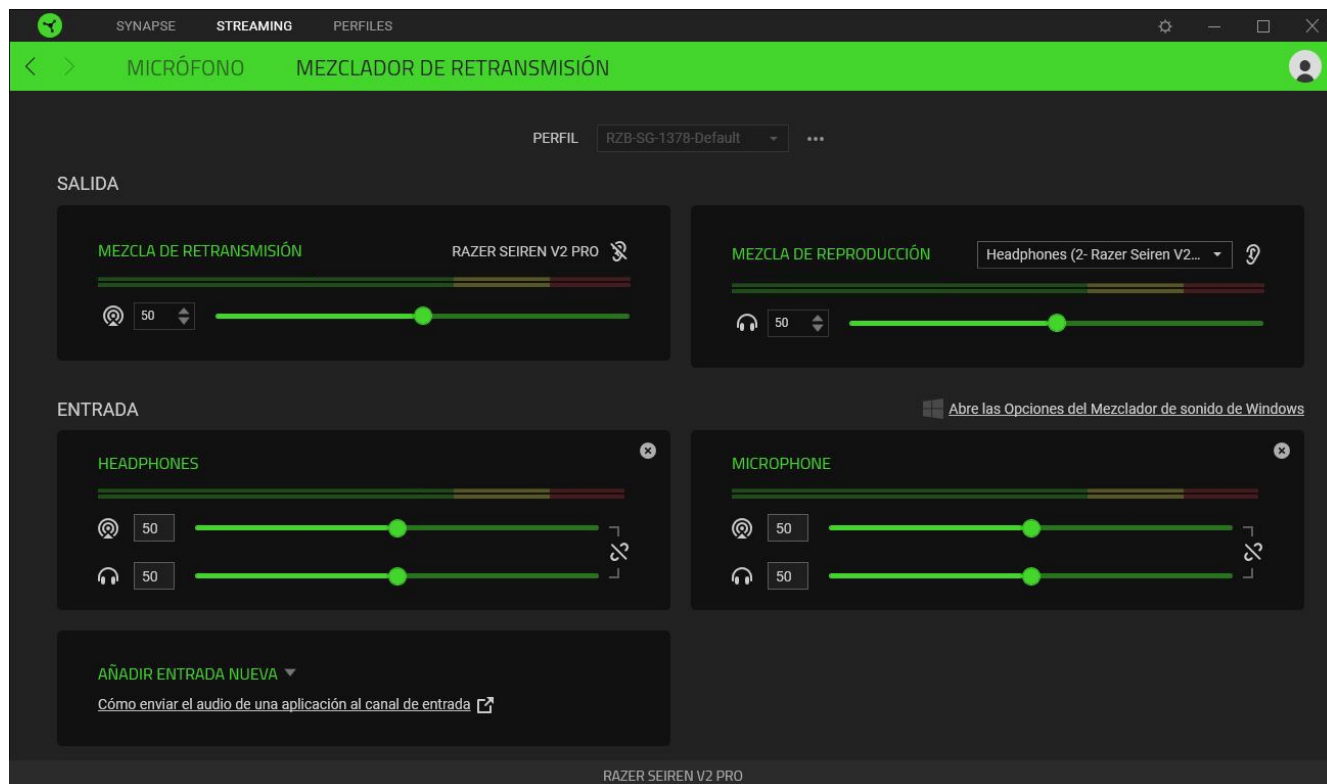 SYNAPSE STREAMING PERFILES
MICRÓFONO MEZCLADOR DE RETRANSMISIÓN
PERFIL RZB-SG-1378-Default
SALIDA
MEZCLA DE RETRANSMISIÓN RAZER SEIREN V2 PRO
50
MEZCLA DE REPRODUCCIÓN Headphones (2- Razer Seiren V2...
50
ENTRADA
Abre las Opciones del Mezclador de sonido de Windows
HEADPHONES
50
50
MICROPHONE
50
50
AÑADIR ENTRADA NUEVA
Cómo enviar el audio de una aplicación al canal de entrada
RAZER SEIREN V2 PRO